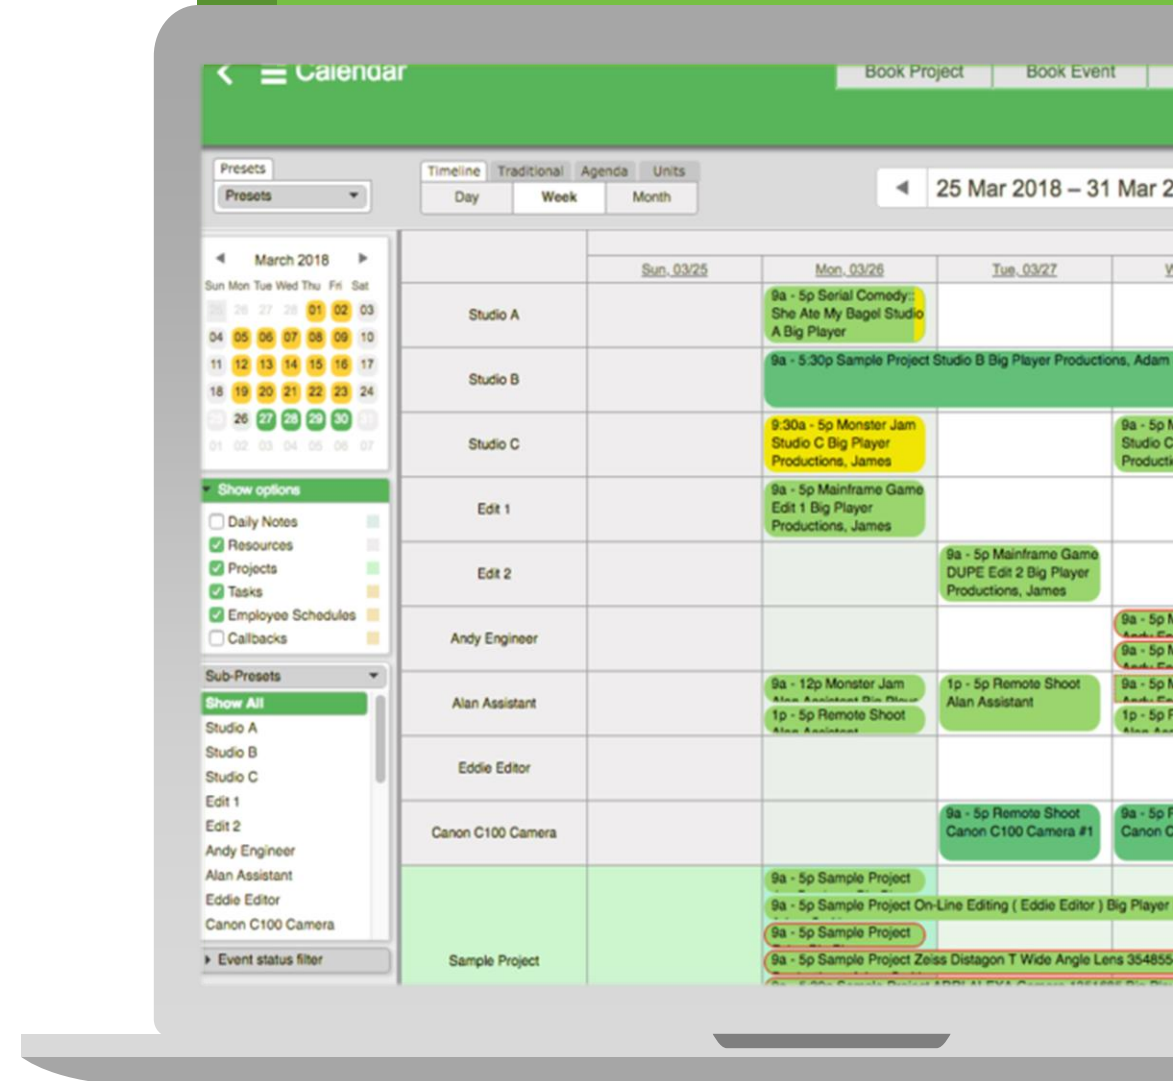 Calendar
Book Project
Book Event
Presets
Presets
Timeline Traditional Agenda Units
Day Week Month
25 Mar 2018 – 31 Mar 2
March 2018
Sun Mon Tue Wed Thu Fri Sat
25 26 27 28 01 02 03
04 05 06 07 08 09 10
11 12 13 14 15 16 17
18 19 20 21 22 23 24
26 27 28 29 30 31
01 02 03 04 05 06 07
Show options
Daily Notes
Resources
Projects
Tasks
Employee Schedules
Callbacks
Sub-Presets
Show All
Studio A
Studio B
Studio C
Edit 1
Edit 2
Andy Engineer
Alan Assistant
Eddie Editor
Canon C100 Camera
Event status filter
Sun, 03/25
Mon, 03/26
Tue, 03/27
W
Studio A
9a - 5p Serial Comedy::
She Ate My Bagel Studio
A Big Player
Studio B
9a - 5:30p Sample Project Studio B Big Player Productions, Adam
Studio C
9:30a - 5p Monster Jam
Studio C Big Player
Productions, James
9a - 5p M
Studio C
Producti
Edit 1
9a - 5p Mainframe Game
Edit 1 Big Player
Productions, James
Edit 2
9a - 5p Mainframe Game
DUPE Edit 2 Big Player
Productions, James
Andy Engineer
9a - 5p M
9a - 5p M
Alan Assistant
9a - 12p Monster Jam
1p - 5p Remote Shoot
1p - 5p Remote Shoot
Alan Assistant
9a - 5p M
1p - 5p R
Eddie Editor
Canon C100 Camera
9a - 5p Remote Shoot
Canon C100 Camera #1
9a - 5p R
Canon C
Sample Project
9a - 5p Sample Project
9a - 5p Sample Project On-Line Editing ( Eddie Editor ) Big Player
9a - 5p Sample Project
9a - 5p Sample Project Zeiss Distagon T Wide Angle Lens 354855